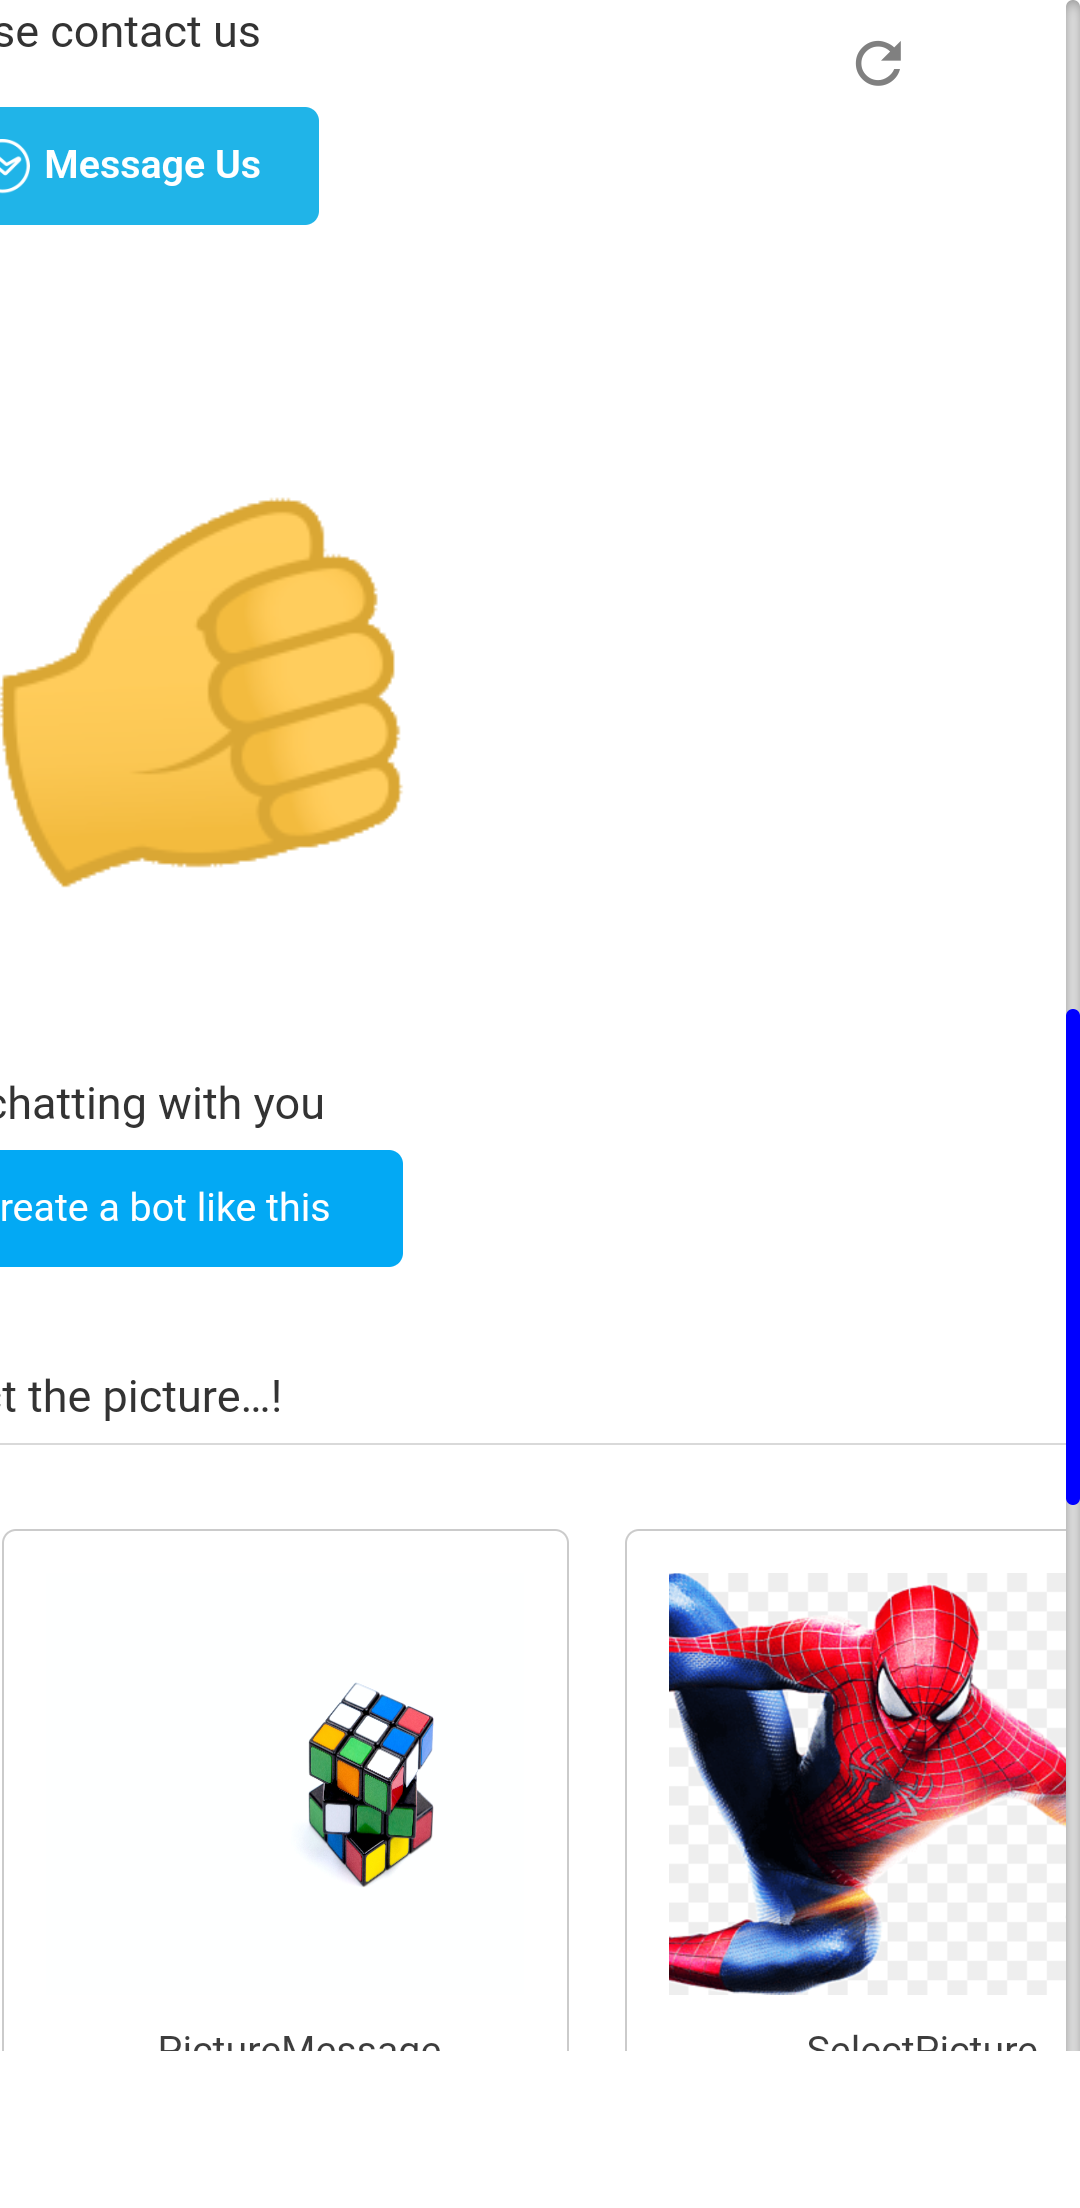 se contact us
Message Us
chatting with you
reate a bot like this
t the picture...!
PictureMessage
SelectPicture